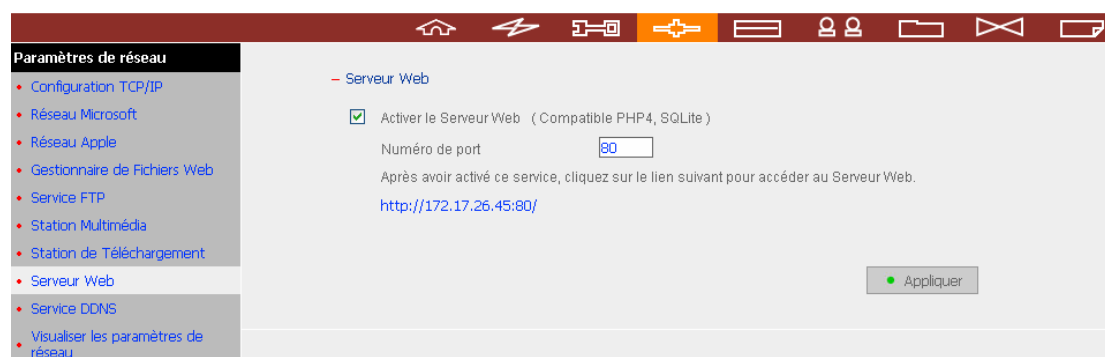 Paramètres de réseau
Configuration TCP/IP
Réseau Microsoft
Réseau Apple
Gestionnaire de Fichiers Web
Service FTP
Station Multimédia
Station de Téléchargement
Serveur Web
Service DDNS
Visualiser les paramètres de
réseau
– Serveur Web
Activer le Serveur Web ( Compatible PHP4, SQLite )
Numéro de port 80
Après avoir activé ce service, cliquez sur le lien suivant pour accéder au Serveur Web.
http://172.17.26.45:80/
Appliquer